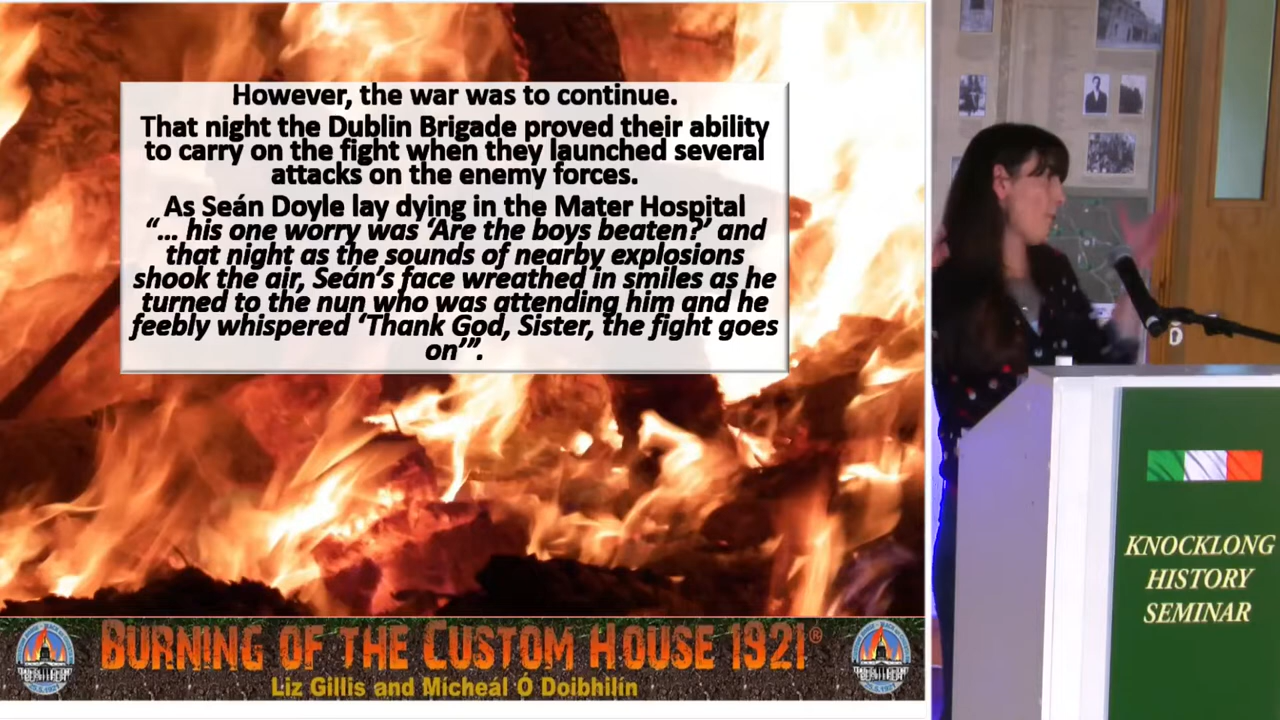 However, the war was to continue.
That night the Dublin Brigade proved their ability
to carry on the fight when they launched several
attacks on the enemy forces.
As Seán Doyle lay dying in the Mater Hospital
“... his one worry was ‘Are the boys beaten?’ and
that night as the sounds of nearby explosions
shook the air, Seán’s face wreathed in smiles as he
turned to the nun who was attending him and he
feebly whispered ‘Thank God, Sister, the fight goes
on’”.
BURNING OF THE CUSTOM HOUSE 1921®
Liz Gillis and Mícheál Ó Doibhilín
KNOCKLONG
HISTORY
SEMINAR